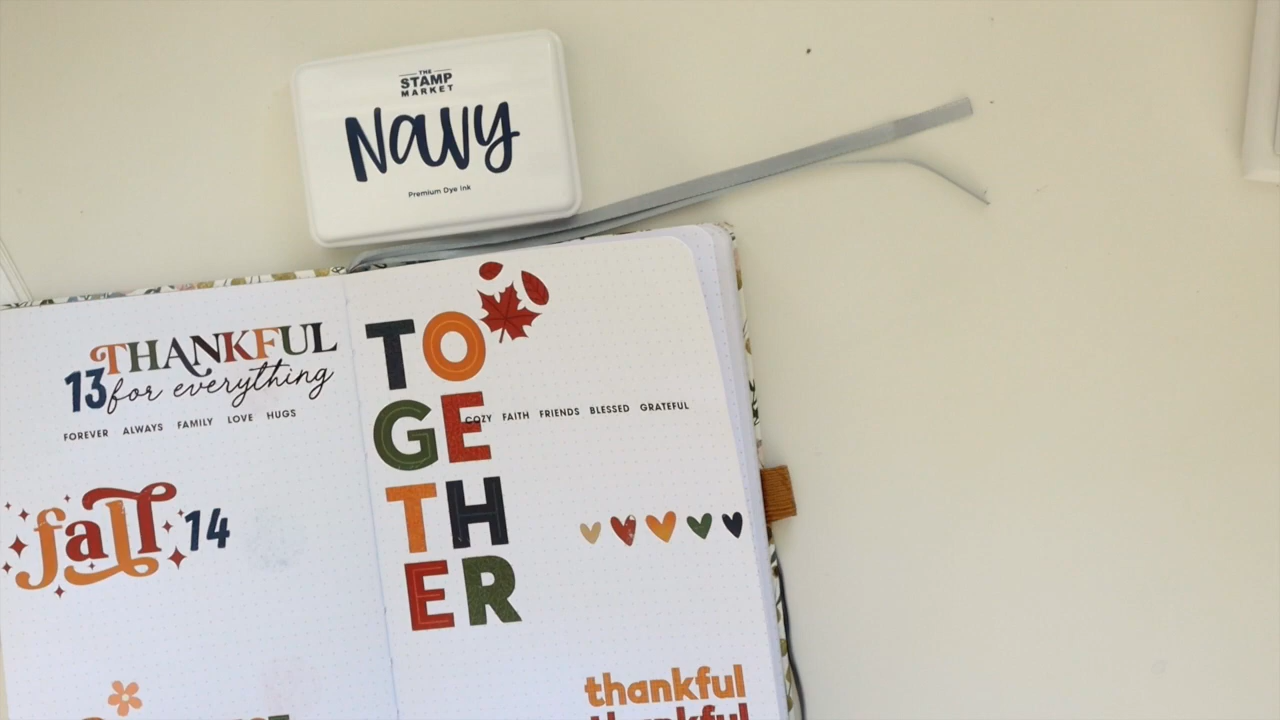 THE
STAMP
MARKET
Navy
Premium Dye Ink
THANKFUL
13 for everything
FOREVER ALWAYS FAMILY LOVE HUGS
fall 14
TO
GE
COZY FAITH FRIENDS BLESSED GRATEFUL
TH
ER
thankful
thankful